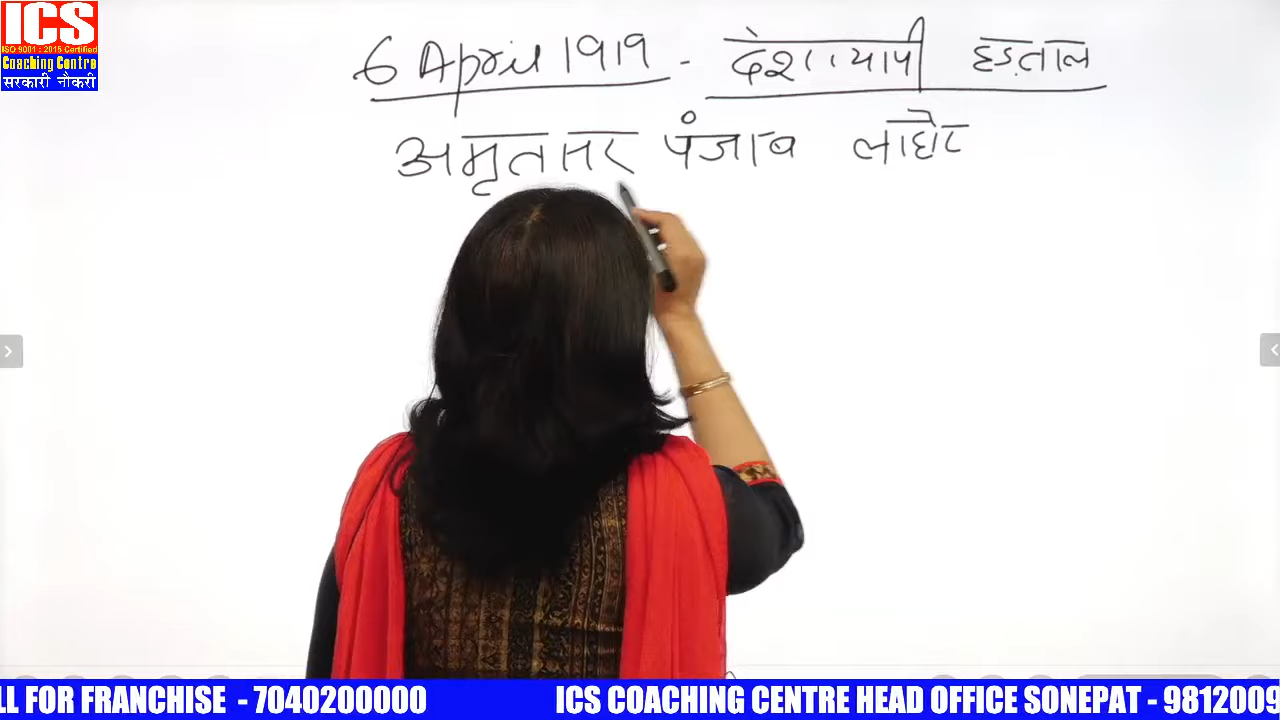 ICS
ISO 9001 : 2015 Certified
Coaching Centre
सरकारी नौकरी
6 April 1919 - देशव्यापी हड़ताल
अमृतसर पंजाब लाहौर
LL FOR FRANCHISE - 7040200000 ICS COACHING CENTRE HEAD OFFICE SONEPAT - 9812009